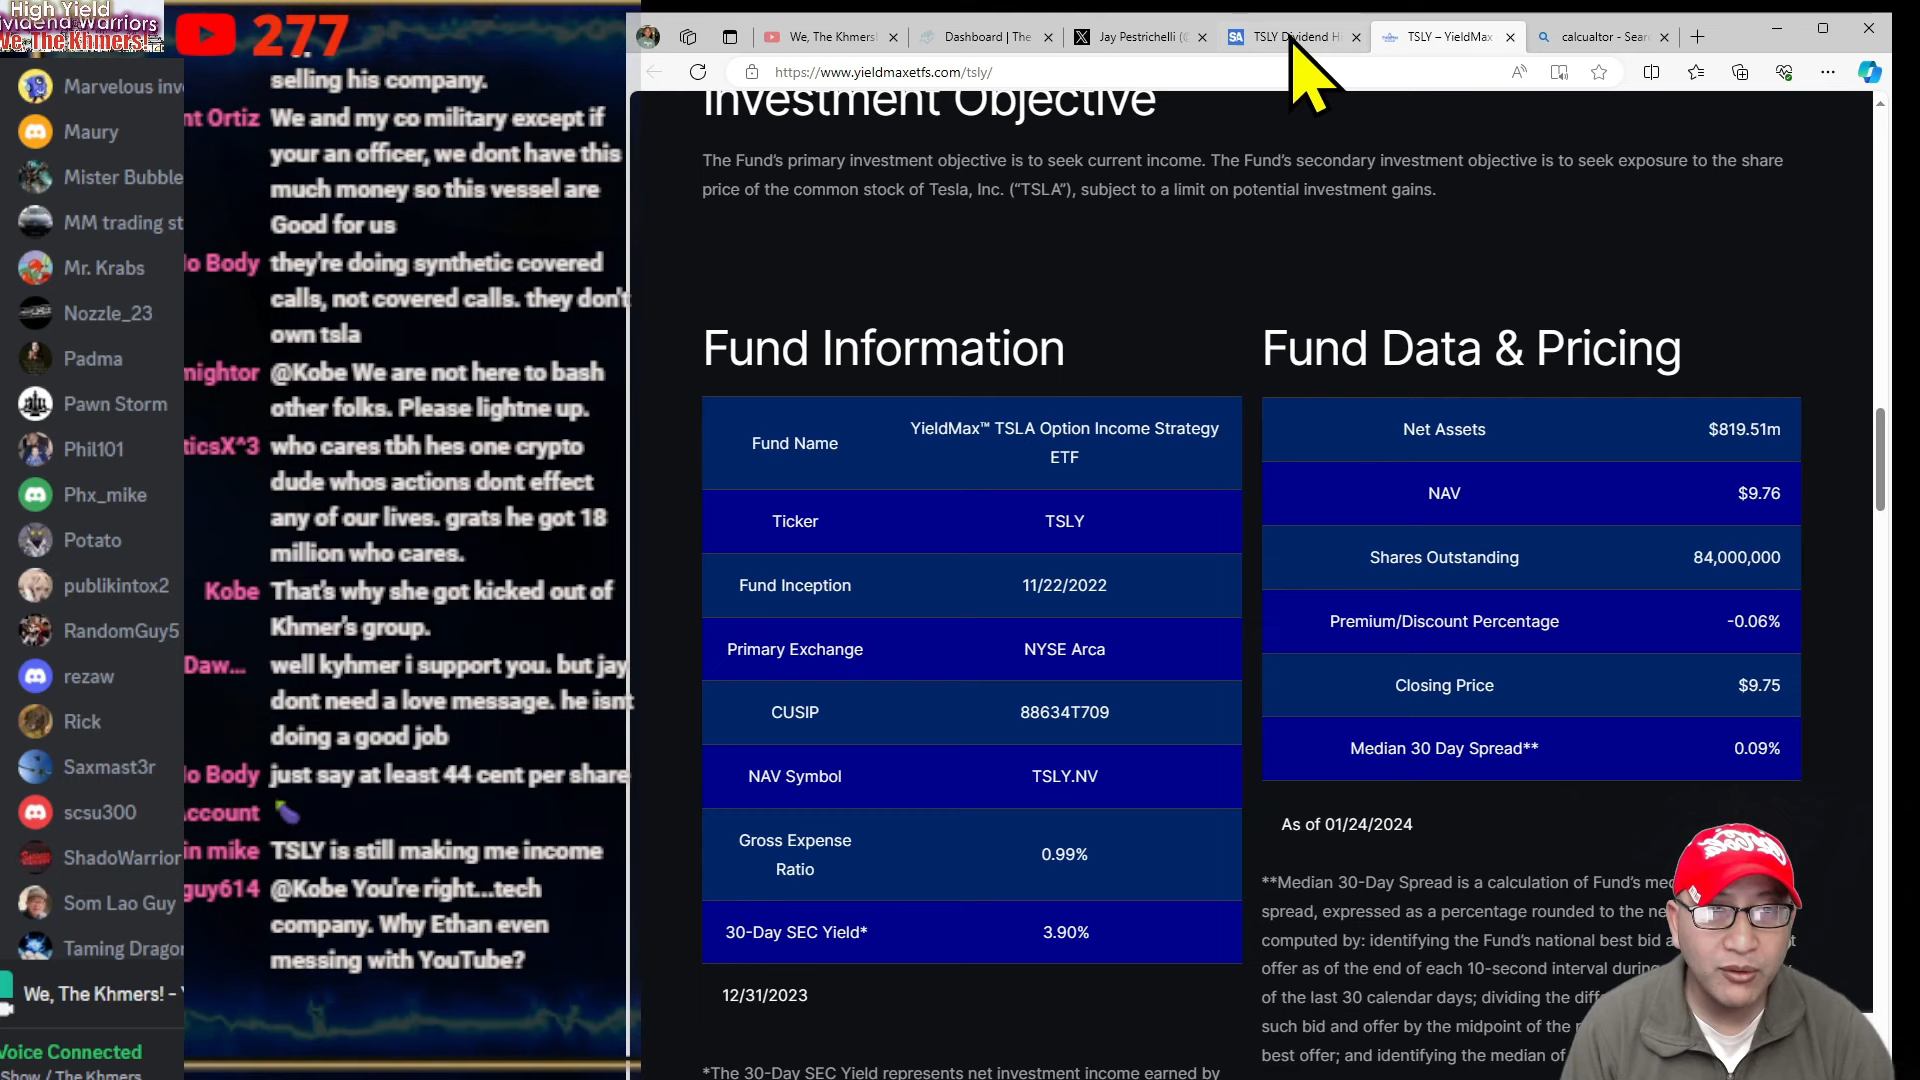 High Yield
ividend Warriors
We, The Khmers!
277
Marvelous inv
Maury
Mister Bubble
MM trading st
Mr. Krabs
Nozzle_23
Padma
Pawn Storm
Phil101
Phx_mike
Potato
publikintox2
RandomGuy5
rezaw
Rick
Saxmast3r
scsu300
ShadoWarrior
Som Lao Guy
Taming Dragon
We, The Khmers! -
Voice Connected
Show / The Khmers
selling his company.
nt Ortiz We and my co military except if
your an officer, we dont have this
much money so this vessel are
Good for us
lo Body they're doing synthetic covered
calls, not covered calls. they don't
own tsla
mightor @Kobe We are not here to bash
other folks. Please lightne up.
ticsX^3 who cares tbh hes one crypto
dude whos actions dont effect
any of our lives. grats he got 18
million who cares.
Kobe That's why she got kicked out of
Khmer's group.
Daw... well kyhmer i support you. but jay
dont need a love message. he isnt
doing a good job
lo Body just say at least 44 cent per share
ccount 🍆
in mike TSLY is still making me income
guy614 @Kobe You're right...tech
company. Why Ethan even
messing with YouTube?
We, The Khmers!
Dashboard | The
Jay Pestrichelli (@
SA TSLY Dividend Hi
TSLY – YieldMax
calcualtor - Sear
https://www.yieldmaxetfs.com/tsly/
Investment Objective
The Fund's primary investment objective is to seek current income. The Fund's secondary investment objective is to seek exposure to the share
price of the common stock of Tesla, Inc. ("TSLA"), subject to a limit on potential investment gains.
Fund Information
Fund Name YieldMax™ TSLA Option Income Strategy
ETF
Ticker TSLY
Fund Inception 11/22/2022
Primary Exchange NYSE Arca
CUSIP 88634T709
NAV Symbol TSLY.NV
Gross Expense
Ratio 0.99%
30-Day SEC Yield* 3.90%
12/31/2023
*The 30-Day SEC Yield represents net investment income earned by
Fund Data & Pricing
Net Assets $819.51m
NAV $9.76
Shares Outstanding 84,000,000
Premium/Discount Percentage -0.06%
Closing Price $9.75
Median 30 Day Spread** 0.09%
As of 01/24/2024
**Median 30-Day Spread is a calculation of Fund's me
spread, expressed as a percentage rounded to the ne
computed by: identifying the Fund's national best bid
offer as of the end of each 10-second interval during
of the last 30 calendar days; dividing the diff
such bid and offer by the midpoint of the
best offer; and identifying the median of